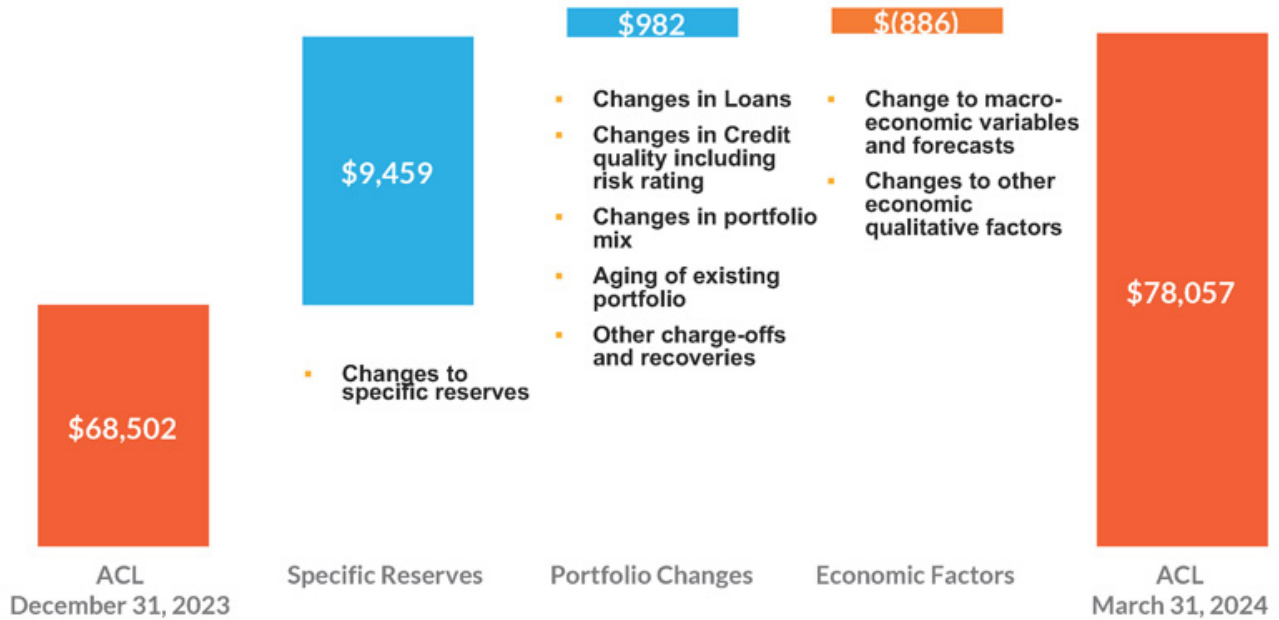 $68,502
ACL
December 31, 2023
$9,459
▪ Changes to
specific reserves
Specific Reserves
$982
▪ Changes in Loans
▪ Changes in Credit
quality including
risk rating
▪ Changes in portfolio
mix
▪ Aging of existing
portfolio
▪ Other charge-offs
and recoveries
Portfolio Changes
$(886)
▪ Change to macro-
economic variables
and forecasts
▪ Changes to other
economic
qualitative factors
Economic Factors
$78,057
ACL
March 31, 2024